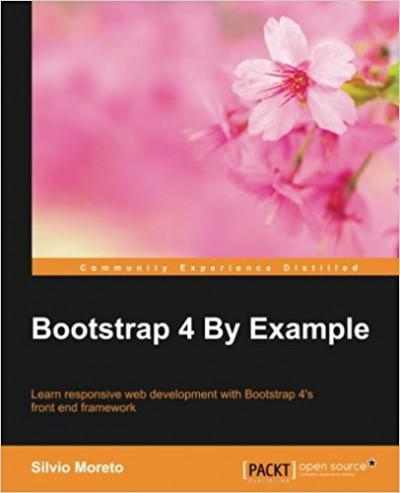 Community Experience Distilled
Bootstrap 4 By Example
Learn responsive web development with Bootstrap 4's
front end framework
Silvio Moreto
[PACKT]
PUBLISHING
open source*